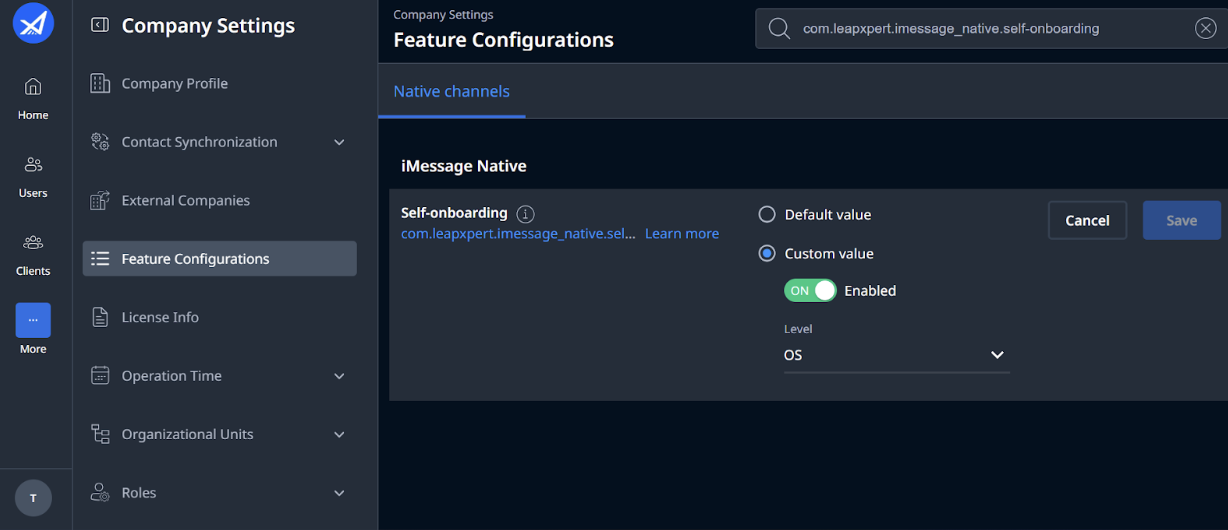 Company Settings
Company Settings
Feature Configurations
com.leapxpert.imessage_native.self-onboarding
Home
Users
Clients
...
More
T
Company Profile
Contact Synchronization
External Companies
Feature Configurations
License Info
Operation Time
Organizational Units
Roles
Native channels
iMessage Native
Self-onboarding
com.leapxpert.imessage_native.sel... Learn more
Default value
Custom value
ON Enabled
Level
OS
Cancel
Save